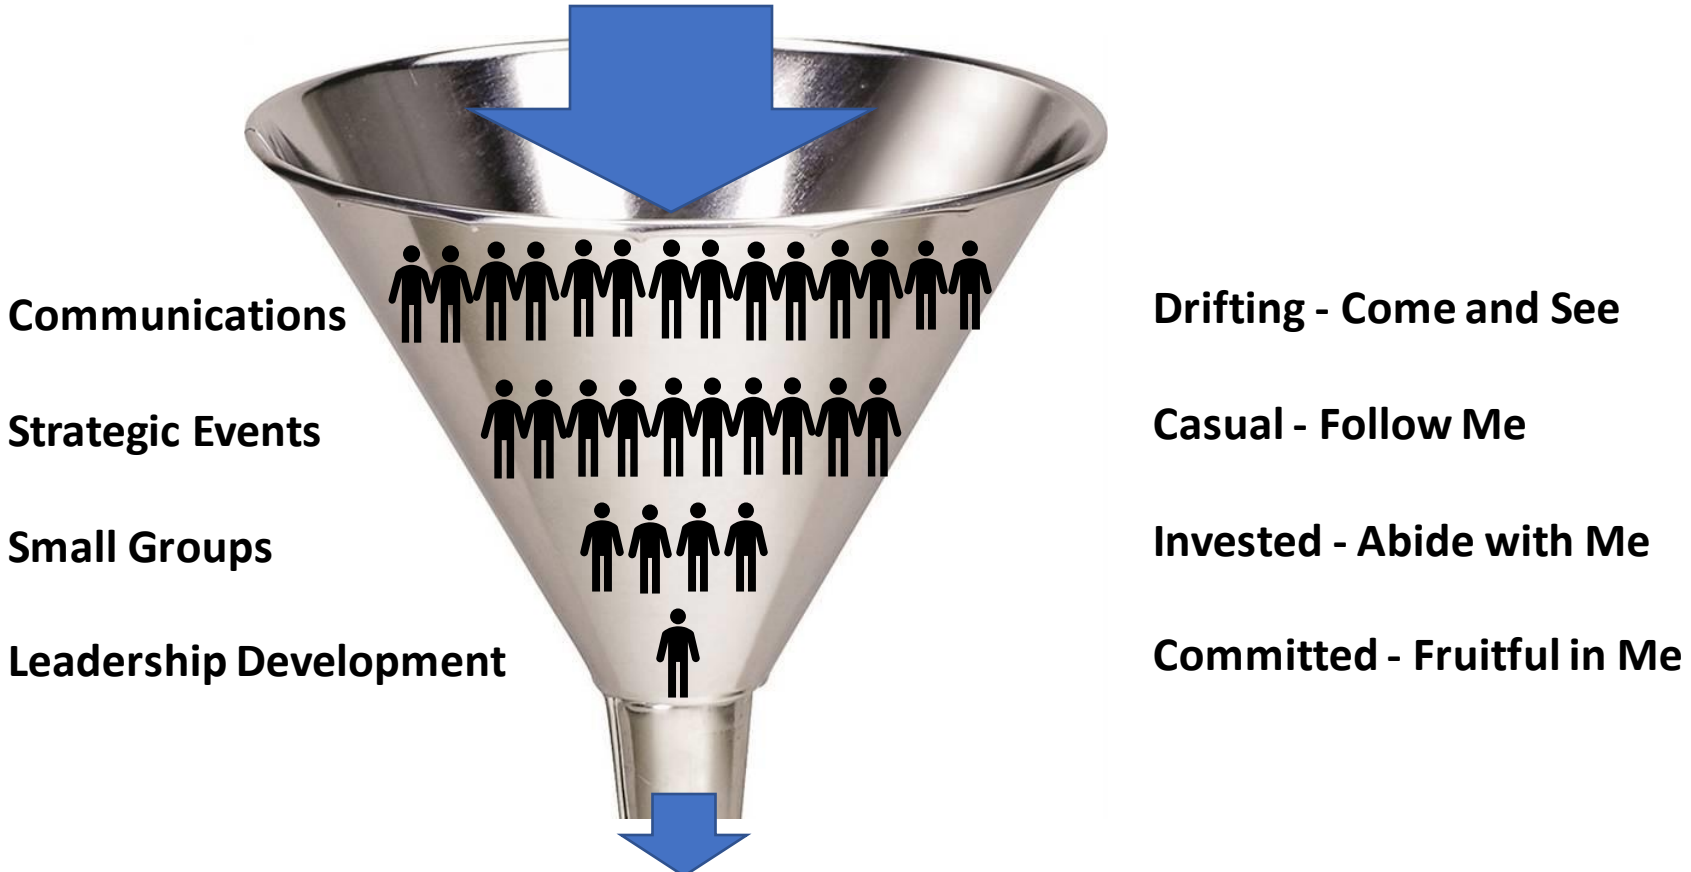 Communications
Drifting - Come and See
Strategic Events
Casual - Follow Me
Small Groups
Invested - Abide with Me
Leadership Development
Committed - Fruitful in Me